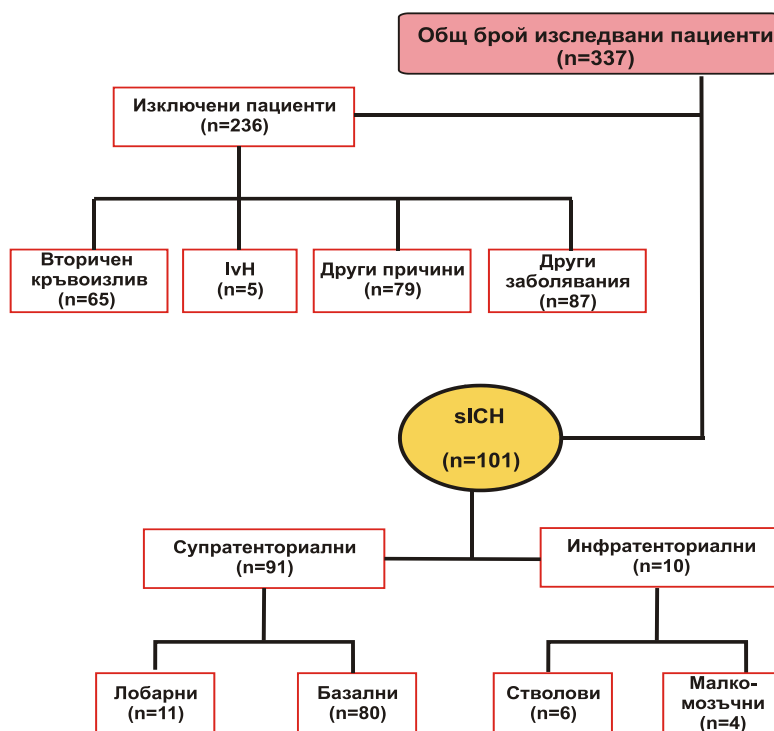 Общ брой изследвани пациенти
(n=337)
Изключени пациенти
(n=236)
Вторичен
кръвоизлив
(n=65)
IvH
(n=5)
Други причини
(n=79)
Други
заболявания
(n=87)
sICH
(n=101)
Супратенториални
(n=91)
Инфратенториални
(n=10)
Лобарни
(n=11)
Базални
(n=80)
Стволови
(n=6)
Малко-
мозъчни
(n=4)